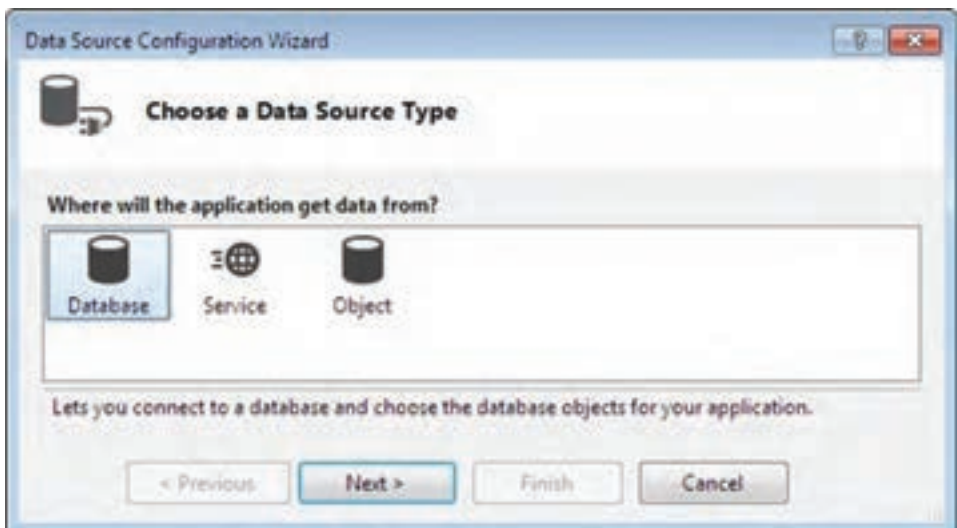 Data Source Configuration Wizard
Choose a Data Source Type
Where will the application get data from?
Database
Service
Object
Lets you connect to a database and choose the database objects for your application.
< Previous
Next >
Finish
Cancel